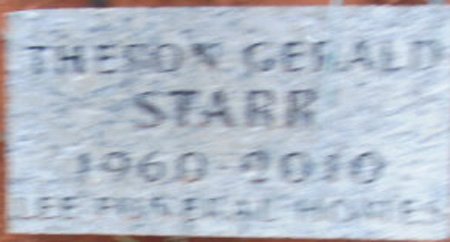 THERON GERALD
STARR
1960-2010
LEE FUNERAL HOMES